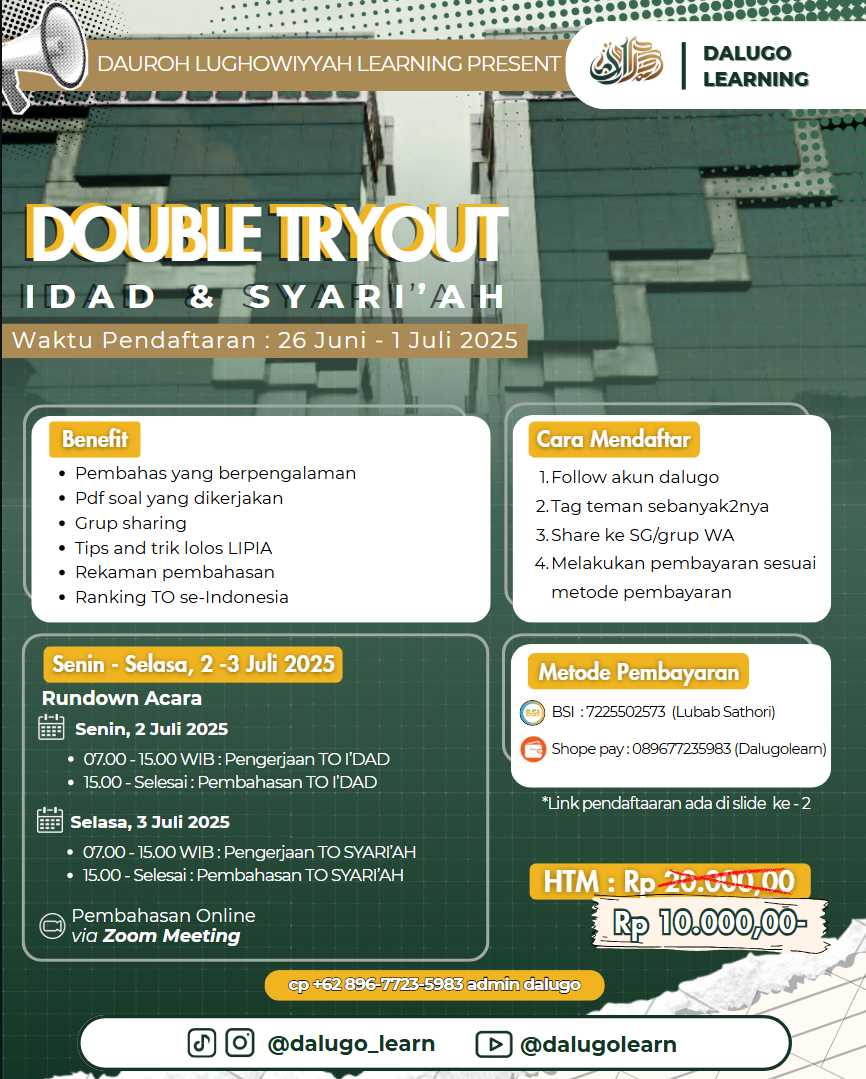 DAUROH LUGHOWIYYAH LEARNING PRESENT
DALUGO
LEARNING
DOUBLE TRYOUT
IDAD & SYARI'AH
Waktu Pendaftaran : 26 Juni - 1 Juli 2025
Benefit
• Pembahas yang berpengalaman
• Pdf soal yang dikerjakan
• Grup sharing
• Tips and trik lolos LIPIA
• Rekaman pembahasan
• Ranking TO se-Indonesia
Cara Mendaftar
1. Follow akun dalugo
2. Tag teman sebanyak2nya
3. Share ke SG/grup WA
4. Melakukan pembayaran sesuai
metode pembayaran
Senin - Selasa, 2 -3 Juli 2025
Rundown Acara
Senin, 2 Juli 2025
• 07.00 - 15.00 WIB : Pengerjaan TO I'DAD
• 15.00 - Selesai : Pembahasan TO I'DAD
Selasa, 3 Juli 2025
• 07.00 - 15.00 WIB : Pengerjaan TO SYARI'AH
• 15.00 - Selesai : Pembahasan TO SYARI'AH
Pembahasan Online
via Zoom Meeting
Metode Pembayaran
BSI : 7225502573 (Lubab Sathori)
Shope pay : 089677235983 (Dalugolearn)
*Link pendaftaaran ada di slide ke - 2
HTM : Rp 20.000,00
Rp 10.000,00-
cp +62 896-7723-5983 admin dalugo
@dalugo_learn
@dalugolearn